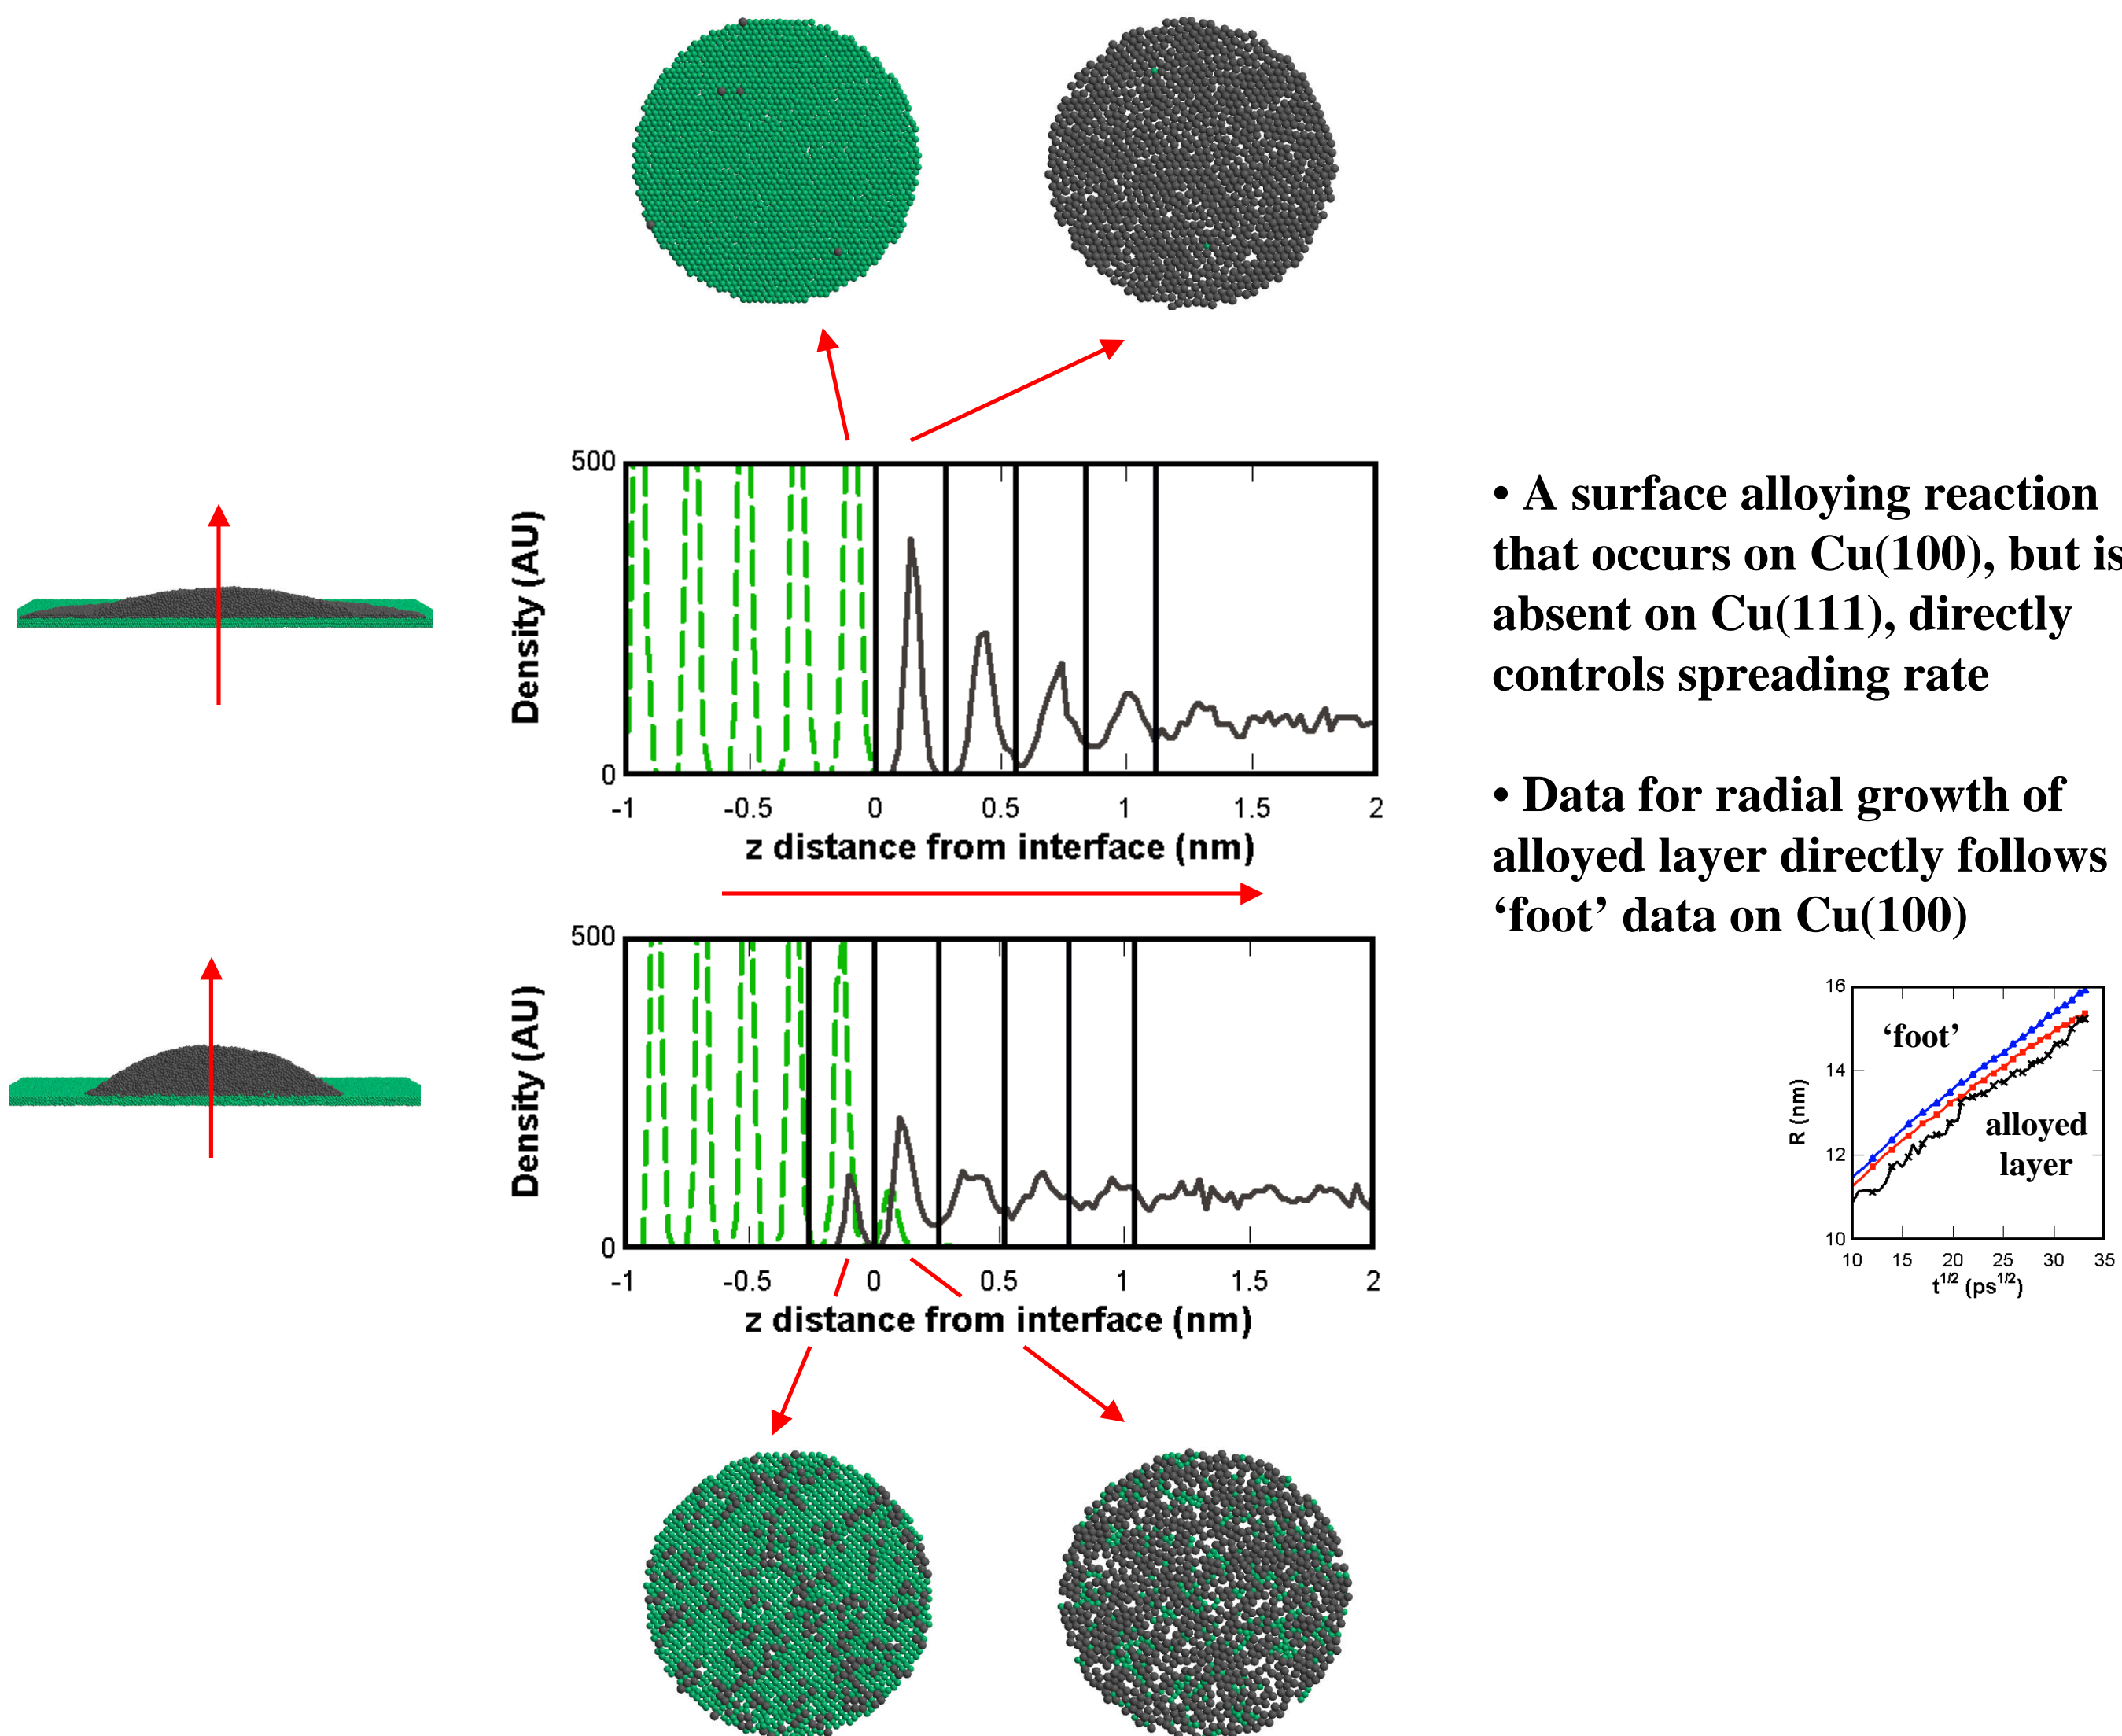 500
Density (AU)
0
-1 -0.5 0 0.5 1 1.5 2
z distance from interface (nm)
500
Density (AU)
0
-1 -0.5 0 0.5 1 1.5 2
z distance from interface (nm)
• A surface alloying reaction
that occurs on Cu(100), but is
absent on Cu(111), directly
controls spreading rate
• Data for radial growth of
alloyed layer directly follows
‘foot’ data on Cu(100)
16
14
12
10
R (nm)
‘foot’
alloyed
layer
10 15 20 25 30 35
t^1/2 (ps^1/2)